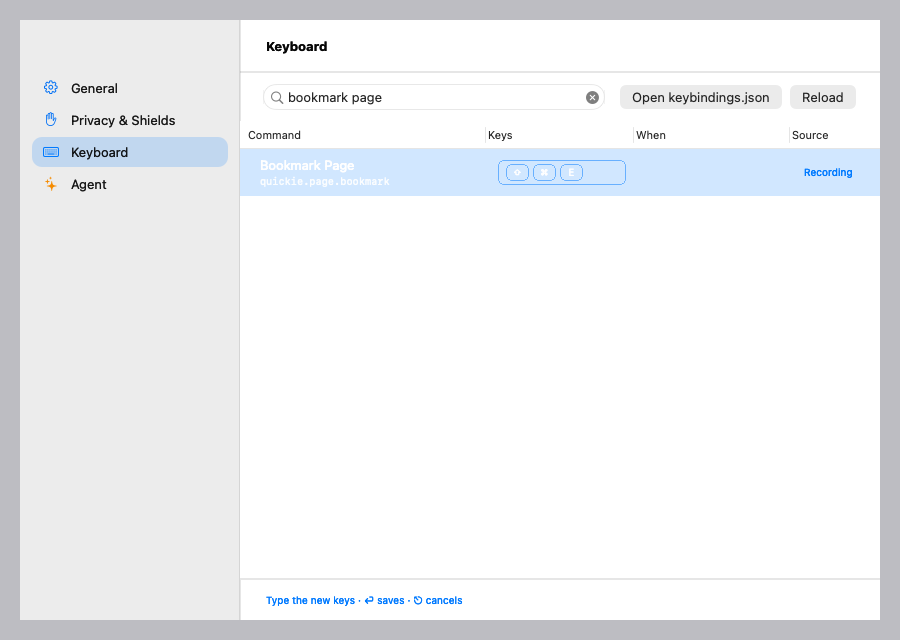 Keyboard
General
Privacy & Shields
Keyboard
Agent
bookmark page
Open keybindings.json
Reload
Command
Keys
When
Source
Bookmark Page
quickie.page.bookmark
⇧ ⌘ E
Recording
Type the new keys · ↩ saves · ⎋ cancels